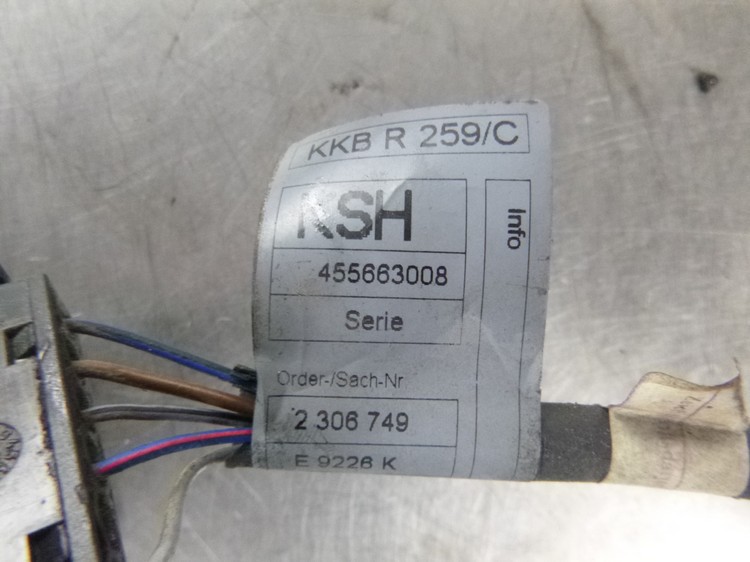 KKB R 259/C
KSH
Info
455663008
Serie
Order-/Sach-Nr
2 306 749
E 9226 K